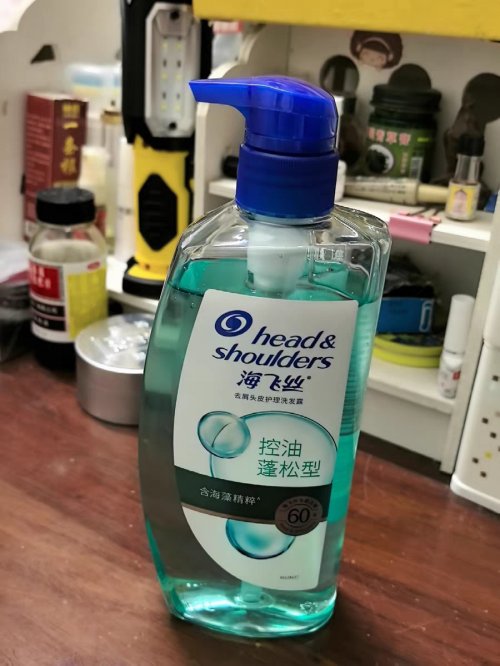 head&
shoulders
海飞丝®
去屑头皮护理洗发露
控油
蓬松型
含海藻精粹^
60